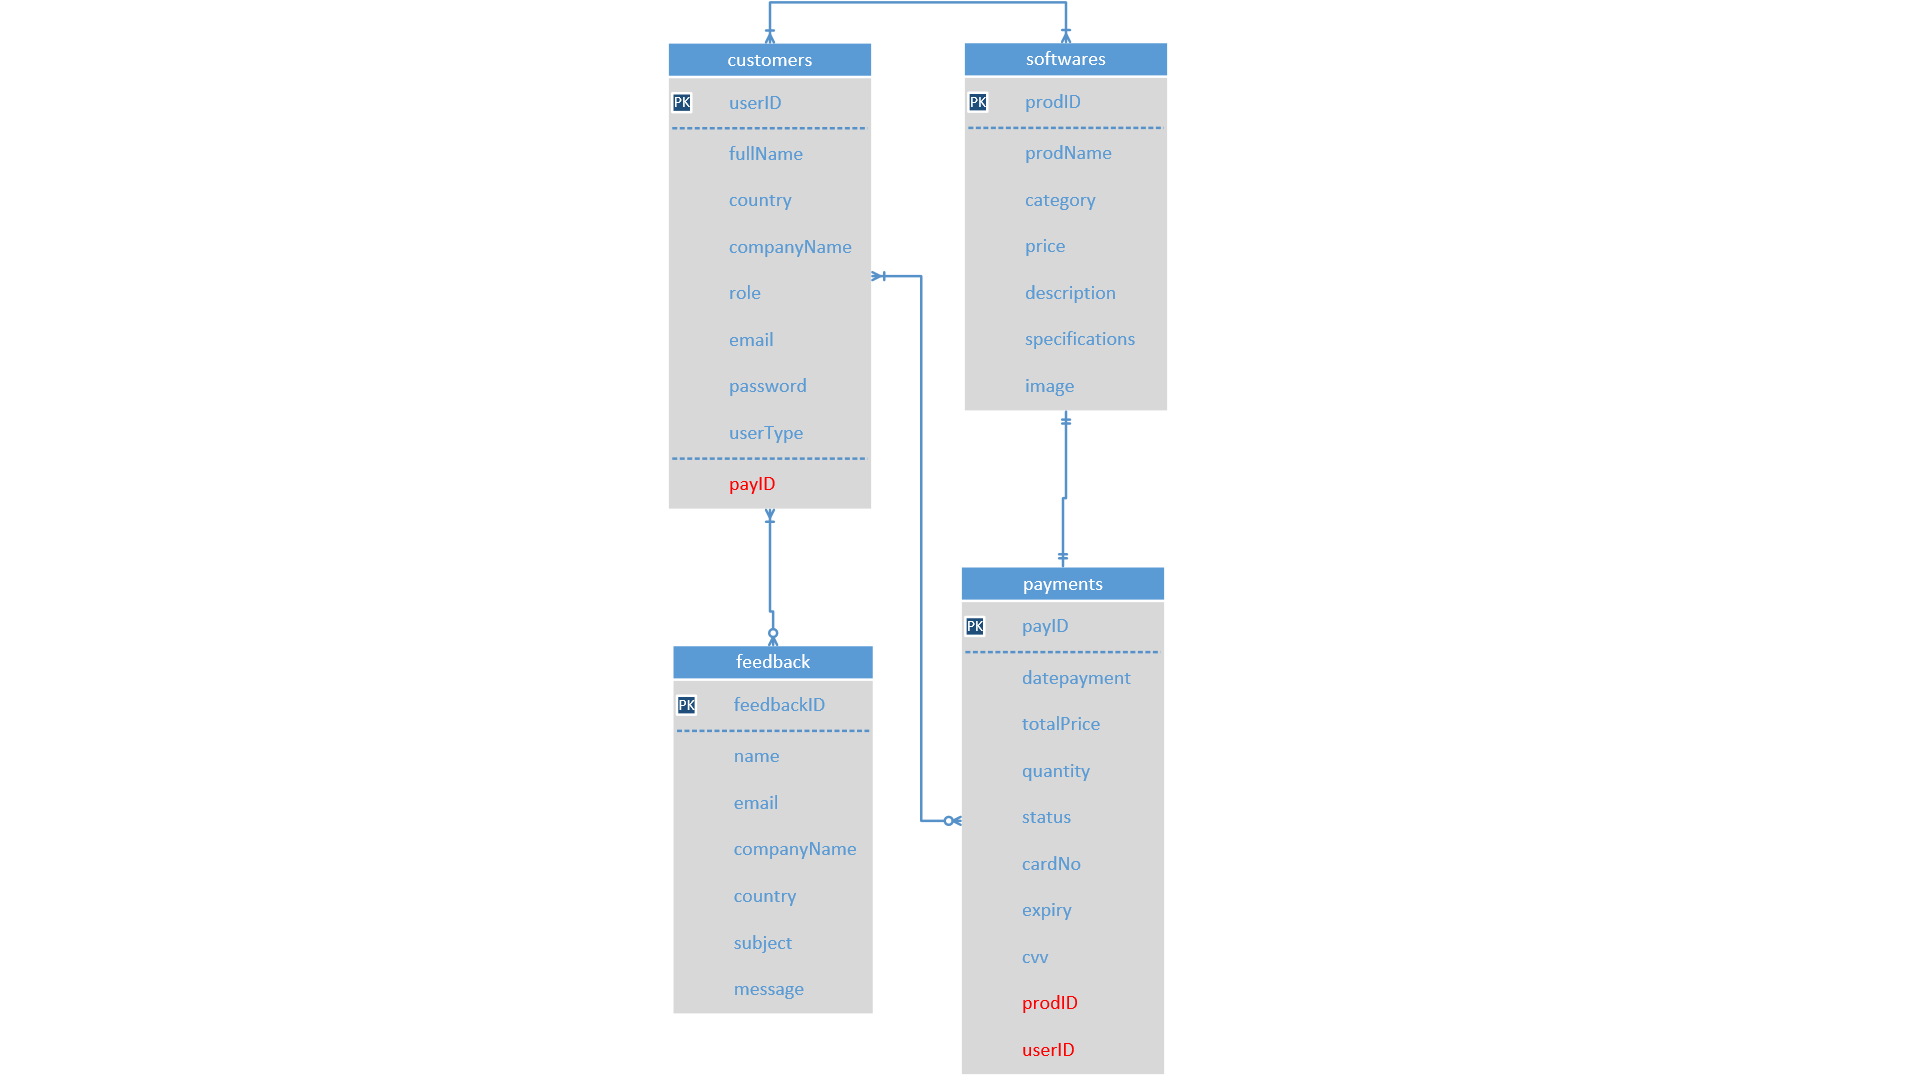 customers
PK userID
fullName
country
companyName
role
email
password
userType
payID
softwares
PK prodID
prodName
category
price
description
specifications
image
feedback
PK feedbackID
name
email
companyName
country
subject
message
payments
PK payID
datepayment
totalPrice
quantity
status
cardNo
expiry
cvv
prodID
userID